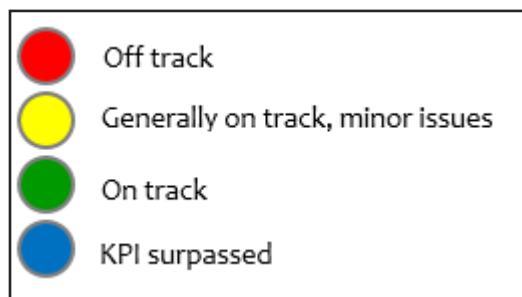 Off track
Generally on track, minor issues
On track
KPI surpassed